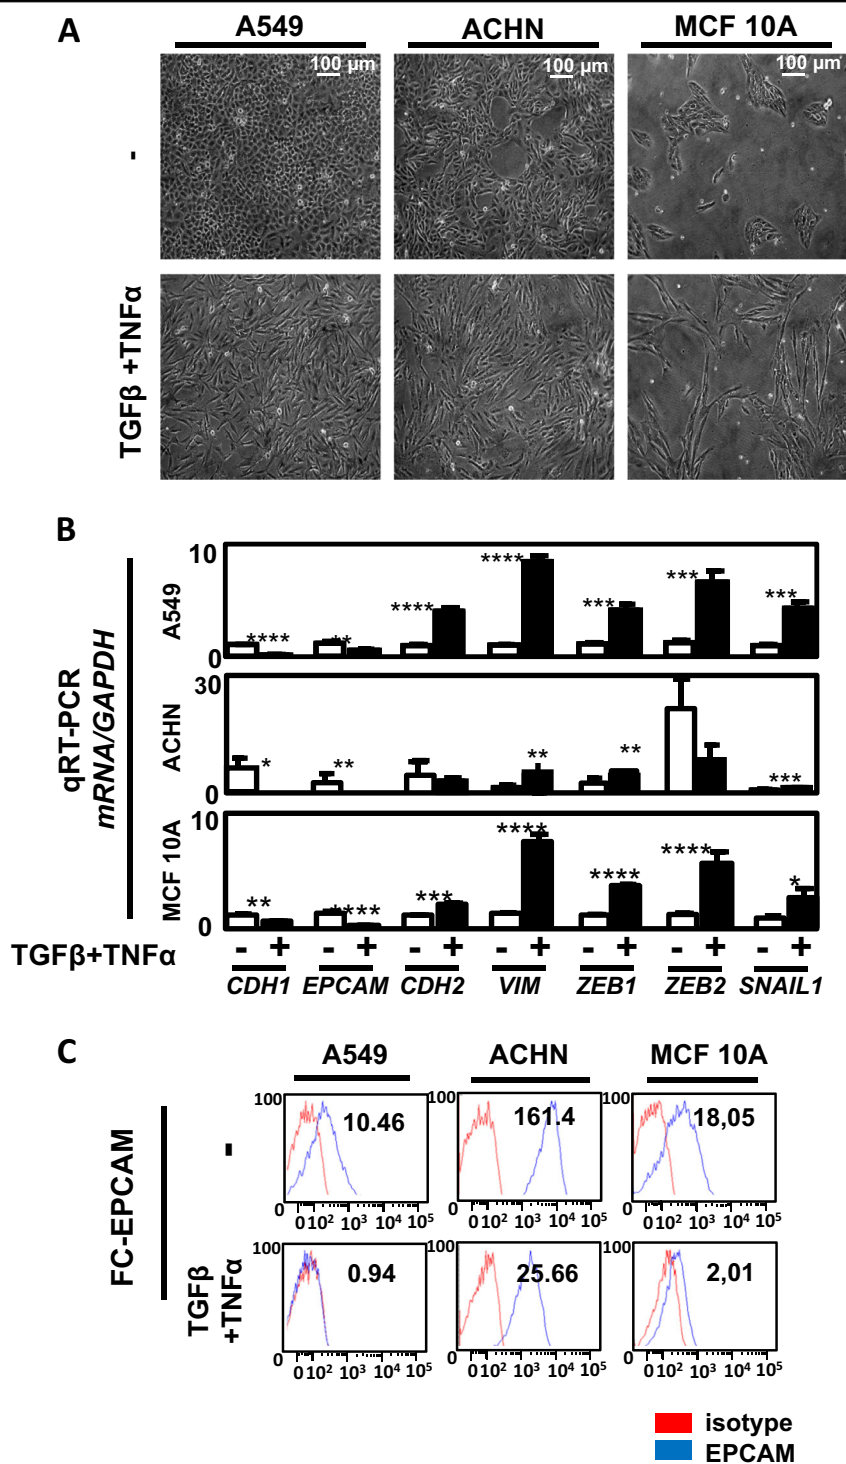 A
A549 ACHN MCF 10A
100 µm 100 µm 100 µm
-
TGFβ +TNFα
B
qRT-PCR
mRNA/GAPDH
A549
10
0
**** ** **** **** *** *** ***
ACHN
30
0
* ** ** ** ***
MCF 10A
10
0
** **** *** **** **** **** *
TGFβ+TNFα - + - + - + - + - + - + - +
CDH1 EPCAM CDH2 VIM ZEB1 ZEB2 SNAIL1
C
A549 ACHN MCF 10A
FC-EPCAM
-
100 10.46 100 161.4 100 18,05
0 0 0
0 10² 10³ 10⁴ 10⁵ 0 10² 10³ 10⁴ 10⁵ 0 10² 10³ 10⁴ 10⁵
TGFβ
+TNFα
100 0.94 100 25.66 100 2,01
0 0 0
0 10² 10³ 10⁴ 10⁵ 0 10² 10³ 10⁴ 10⁵ 0 10² 10³ 10⁴ 10⁵
isotype
EPCAM